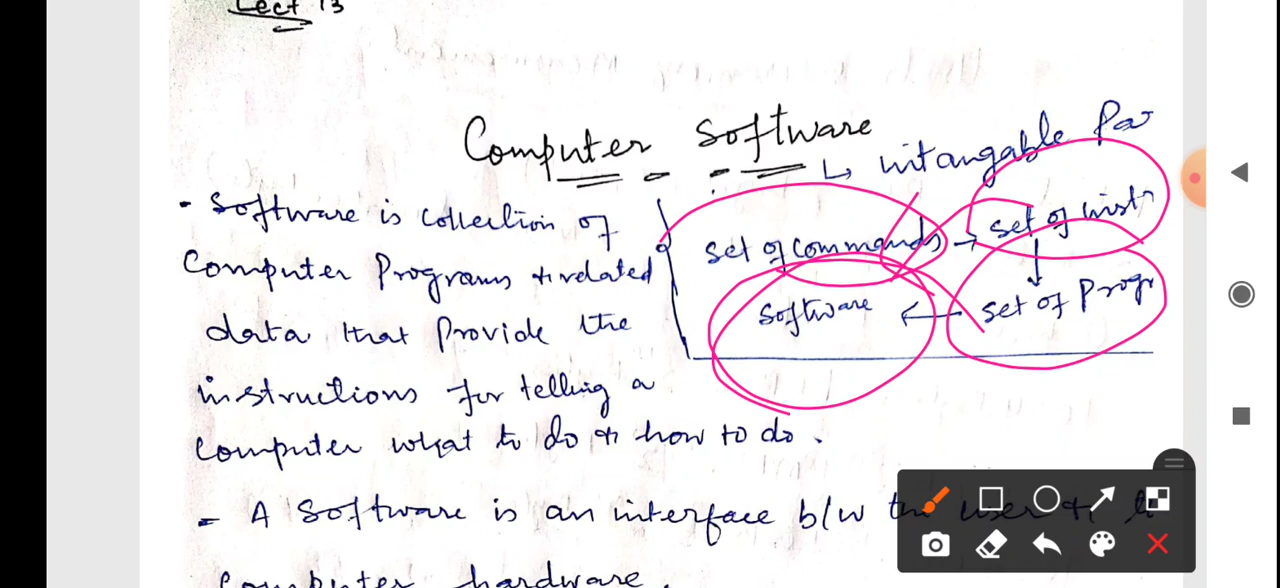 Lect 13
Computer Software
↳ intangable Par
- Software is collection of
Computer Programs & related
data that provide the
instructions for telling a
Computer what to do & how to do.
set of commands → set of instr
↓
software ← set of Progr
- A Software is an interface b/w the user &
Computer hardware.